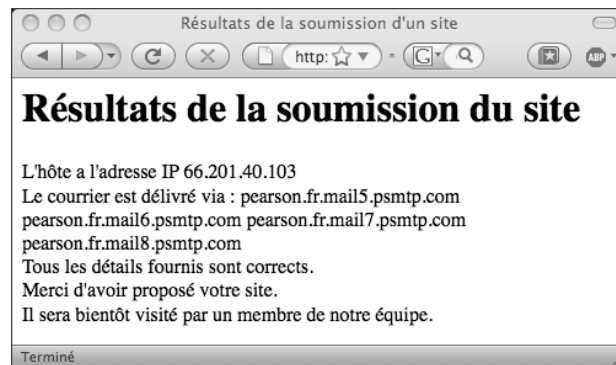 Résultats de la soumission d'un site
http:
G
ABP
Résultats de la soumission du site
L'hôte a l'adresse IP 66.201.40.103
Le courrier est délivré via : pearson.fr.mail5.psmtp.com
pearson.fr.mail6.psmtp.com pearson.fr.mail7.psmtp.com
pearson.fr.mail8.psmtp.com
Tous les détails fournis sont corrects.
Merci d'avoir proposé votre site.
Il sera bientôt visité par un membre de notre équipe.
Terminé